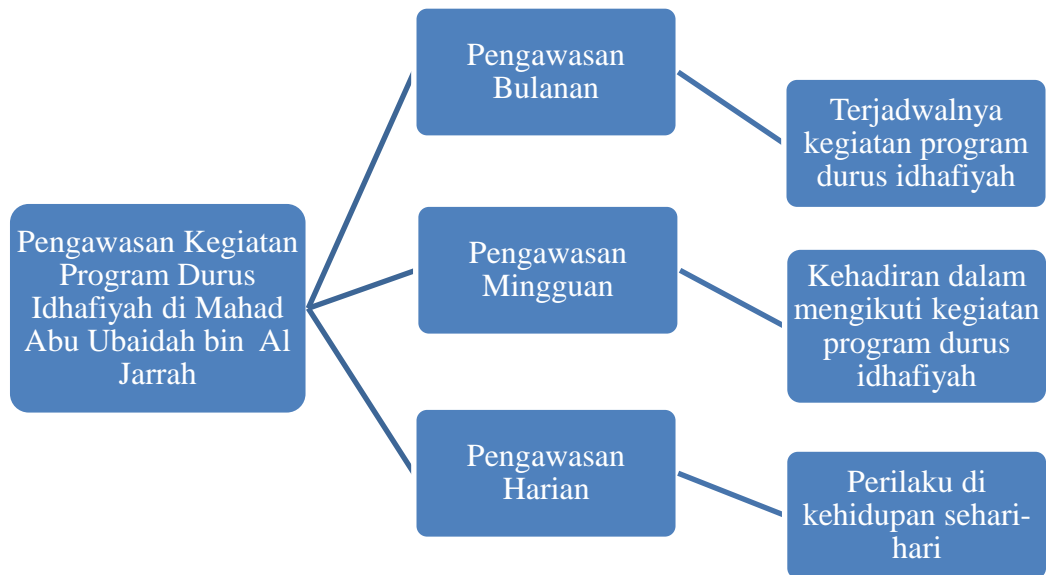 Pengawasan Kegiatan
Program Durus
Idhafiyah di Mahad
Abu Ubaidah bin Al
Jarrah
Pengawasan
Bulanan
Terjadwalnya
kegiatan program
durus idhafiyah
Pengawasan
Mingguan
Kehadiran dalam
mengikuti kegiatan
program durus
idhafiyah
Pengawasan
Harian
Perilaku di
kehidupan sehari-
hari